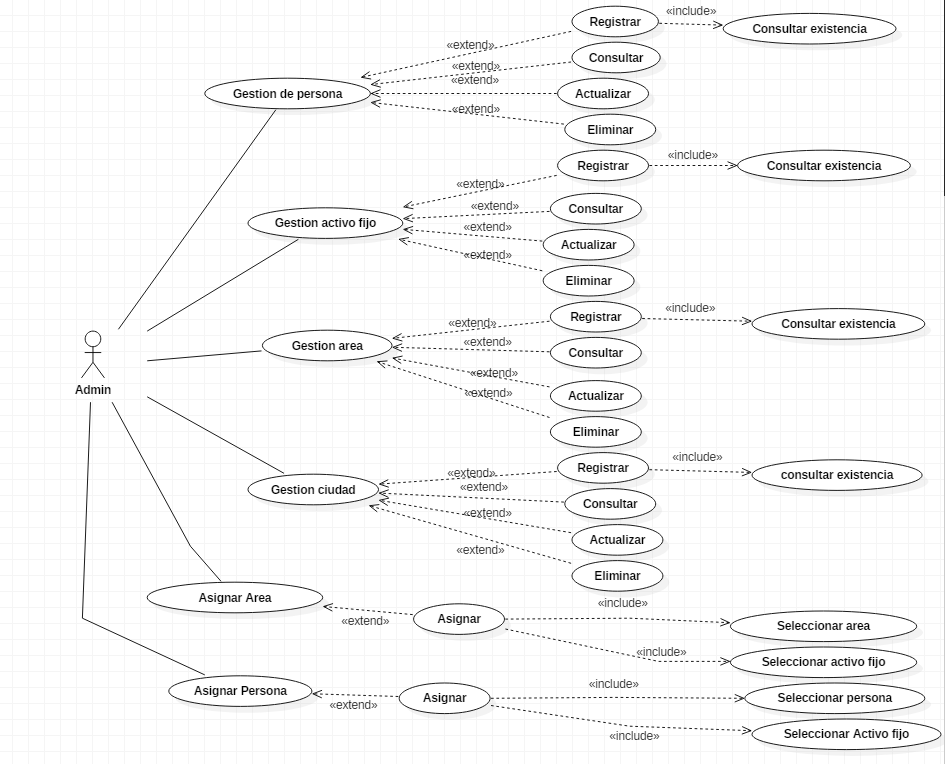 Registrar
«include»
Consultar existencia
«extend»
Consultar
«extend»
Gestion de persona
«extend»
Actualizar
«extend»
Eliminar
Registrar
«include»
Consultar existencia
«extend»
Consultar
«extend»
Gestion activo fijo
«extend»
Actualizar
«extend»
Eliminar
Registrar
«include»
Consultar existencia
«extend»
Gestion area
«extend»
Consultar
«extend»
Actualizar
«extend»
Eliminar
Admin
Registrar
«include»
consultar existencia
«extend»
Gestion ciudad
«extend»
Consultar
«extend»
Actualizar
«extend»
Eliminar
Asignar Area
«extend»
Asignar
«include»
Seleccionar area
«include»
Seleccionar activo fijo
Asignar Persona
«extend»
Asignar
«include»
Seleccionar persona
«include»
Seleccionar Activo fijo